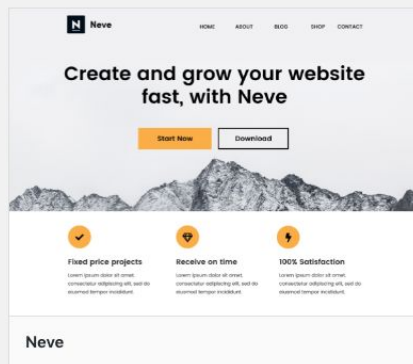 Neve
HOME ABOUT BLOG SHOP CONTACT
Create and grow your website
fast, with Neve
Start Now Download
Fixed price projects
Lorem ipsum dolor sit amet,
consectetur adipiscing elit, sed do
eiusmod tempor incididunt.
Receive on time
Lorem ipsum dolor sit amet,
consectetur adipiscing elit, sed do
eiusmod tempor incididunt.
100% Satisfaction
Lorem ipsum dolor sit amet,
consectetur adipiscing elit, sed do
eiusmod tempor incididunt.
Neve